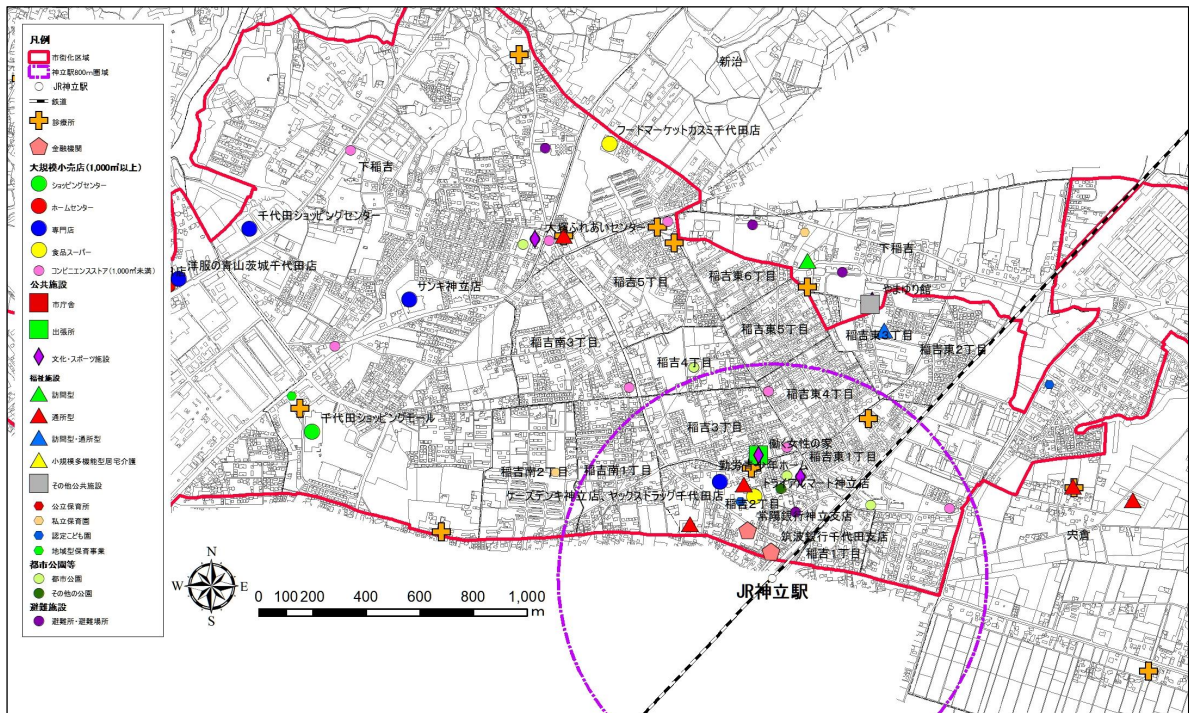 凡例
市街化区域
神立駅800m圏域
JR神立駅
鉄道
診療所
金融機関
大規模小売店(1,000㎡以上)
ショッピングセンター
ホームセンター
専門店
食品スーパー
コンビニエンスストア(1,000㎡未満)
公共施設
市庁舎
出張所
文化・スポーツ施設
福祉施設
訪問型
通所型
訪問型・通所型
小規模多機能型居宅介護
その他公共施設
公立保育所
私立保育園
認定こども園
地域型保育事業
都市公園等
都市公園
その他の公園
避難施設
避難所・避難場所
新治
フードマーケットカスミ千代田店
下稲吉
千代田ショッピングセンター
大塚ふれあいセンター
下稲吉
洋服の青山茨城千代田店
稲吉5丁目
稲吉東6丁目
サンキ神立店
やまゆり館
稲吉東5丁目
稲吉東3丁目
稲吉南3丁目
稲吉東2丁目
稲吉4丁目
稲吉東4丁目
千代田ショッピングモール
稲吉3丁目
働く女性の家
稲吉東1丁目
稲吉南2丁目
稲吉南1丁目
トライアルマート神立店
ケーズデンキ神立店、ヤックスドラッグ千代田店
稲吉2丁目
常陽銀行神立支店
筑波銀行千代田支店
宍倉
稲吉1丁目
JR神立駅
N
W
E
S
0 100 200 400 600 800 1,000
m